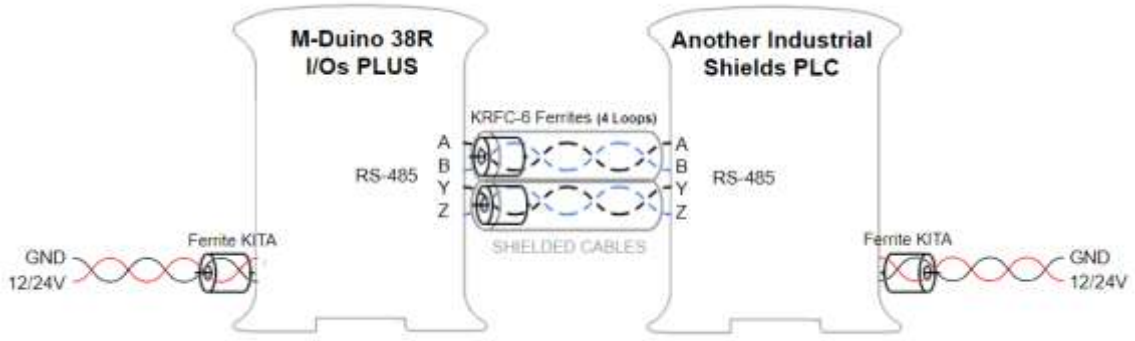 M-Duino 38R
I/Os PLUS
Another Industrial
Shields PLC
KRFC-6 Ferrites (4 Loops)
A
B
Y
Z
RS-485
A
B
Y
Z
RS-485
SHIELDED CABLES
Ferrite KITA
GND
12/24V
Ferrite KITA
GND
12/24V